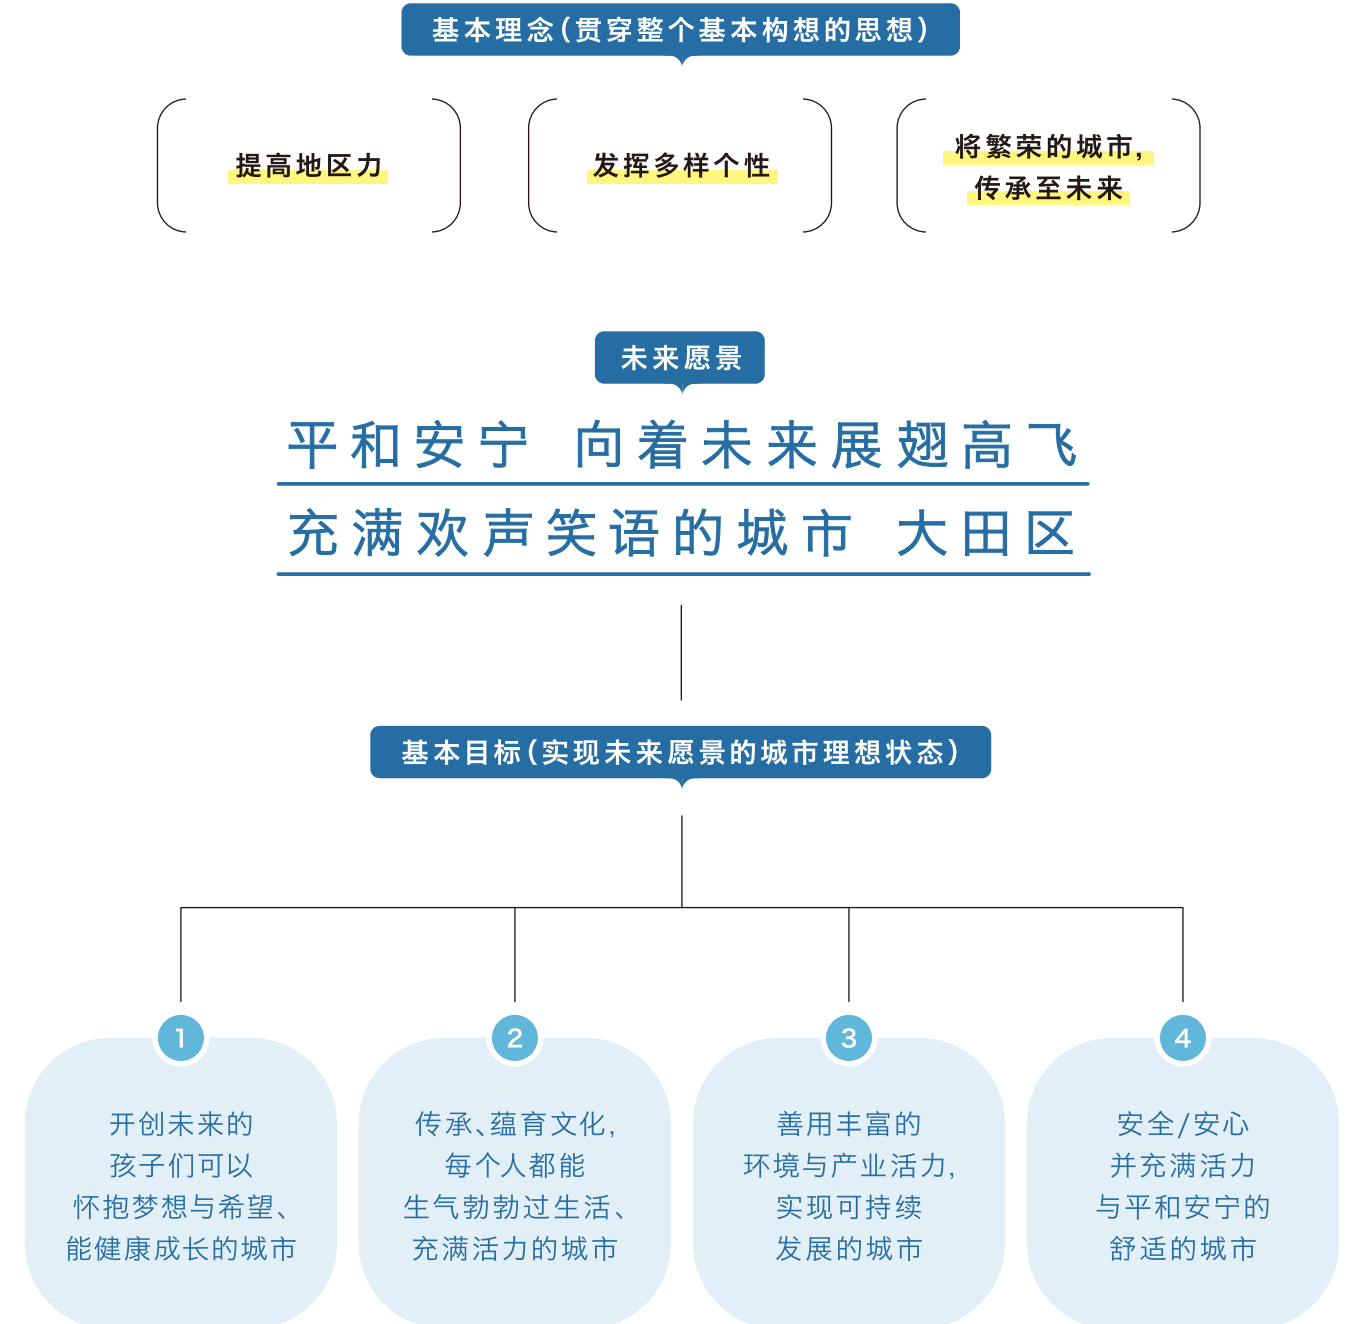 基本理念(贯穿整个基本构想的思想)
提高地区力
发挥多样个性
将繁荣的城市,
传承至未来
未来愿景
平和安宁 向着未来展翅高飞
充满欢声笑语的城市 大田区
基本目标(实现未来愿景的城市理想状态)
1
开创未来的
孩子们可以
怀抱梦想与希望、
能健康成长的城市
2
传承、蕴育文化,
每个人都能
生气勃勃过生活、
充满活力的城市
3
善用丰富的
环境与产业活力,
实现可持续
发展的城市
4
安全/安心
并充满活力
与平和安宁的
舒适的城市